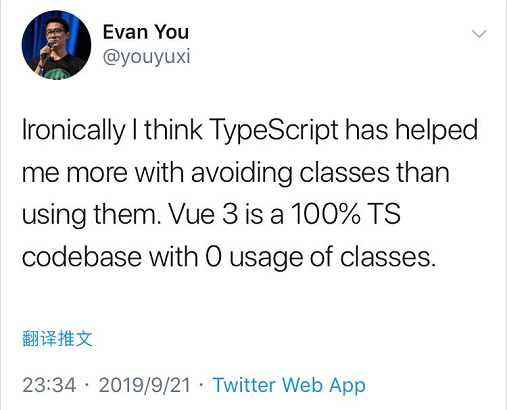 Evan You
@youyuxi
Ironically I think TypeScript has helped
me more with avoiding classes than
using them. Vue 3 is a 100% TS
codebase with 0 usage of classes.
翻译推文
23:34 · 2019/9/21 · Twitter Web App